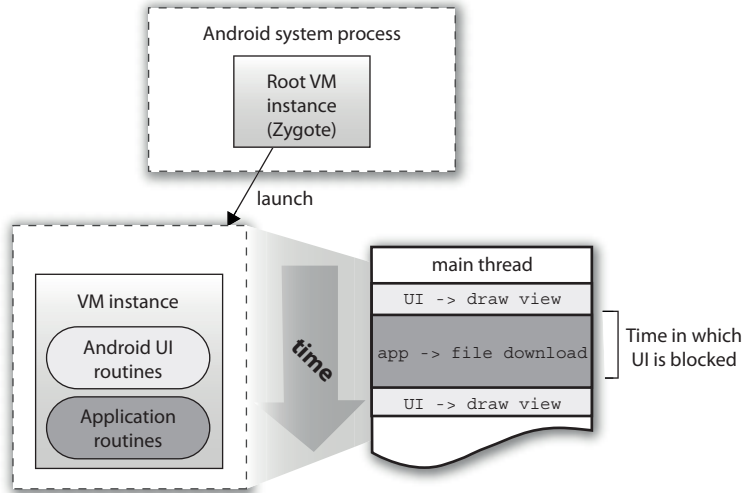 Android system process
Root VM
instance
(Zygote)
launch
VM instance
Android UI
routines
Application
routines
time
main thread
UI -> draw view
app -> file download
UI -> draw view
Time in which
UI is blocked